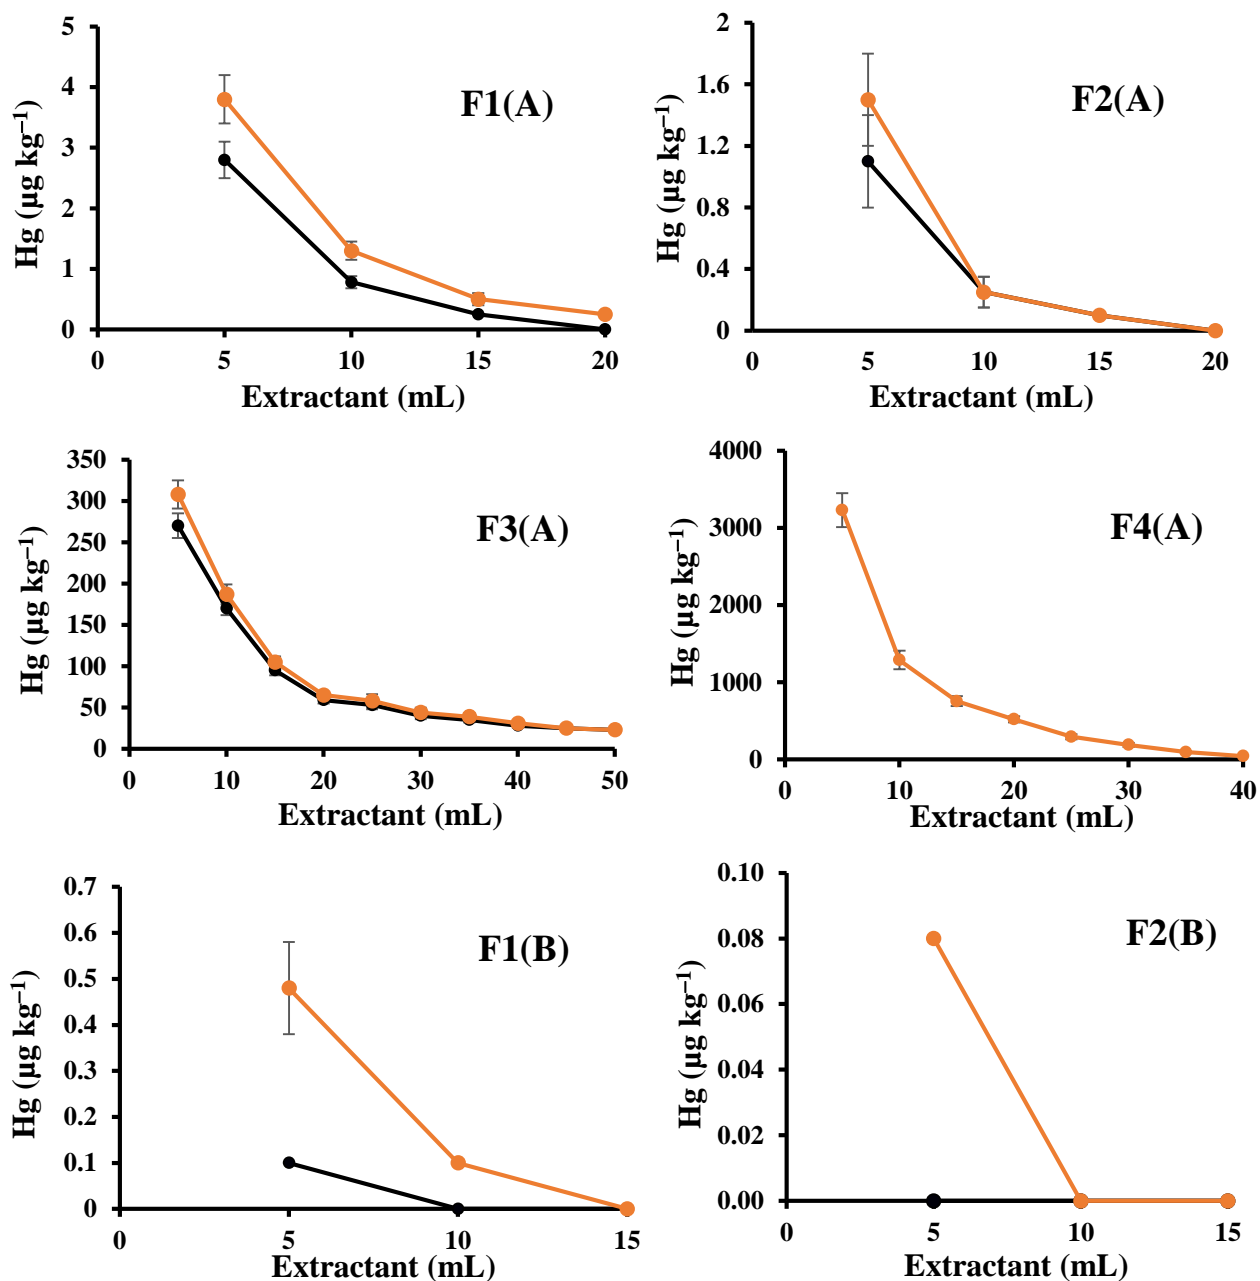 5
4
3
2
1
0
Hg (µg kg⁻¹)
F1(A)
0 5 10 15 20
Extractant (mL)
2
1.6
1.2
0.8
0.4
0
Hg (µg kg⁻¹)
F2(A)
0 5 10 15 20
Extractant (mL)
350
300
250
200
150
100
50
0
Hg (µg kg⁻¹)
F3(A)
0 10 20 30 40 50
Extractant (mL)
4000
3000
2000
1000
0
Hg (µg kg⁻¹)
F4(A)
0 10 20 30 40
Extractant (mL)
0.7
0.6
0.5
0.4
0.3
0.2
0.1
0
Hg (µg kg⁻¹)
F1(B)
0 5 10 15
Extractant (mL)
0.10
0.08
0.06
0.04
0.02
0.00
Hg (µg kg⁻¹)
F2(B)
0 5 10 15
Extractant (mL)